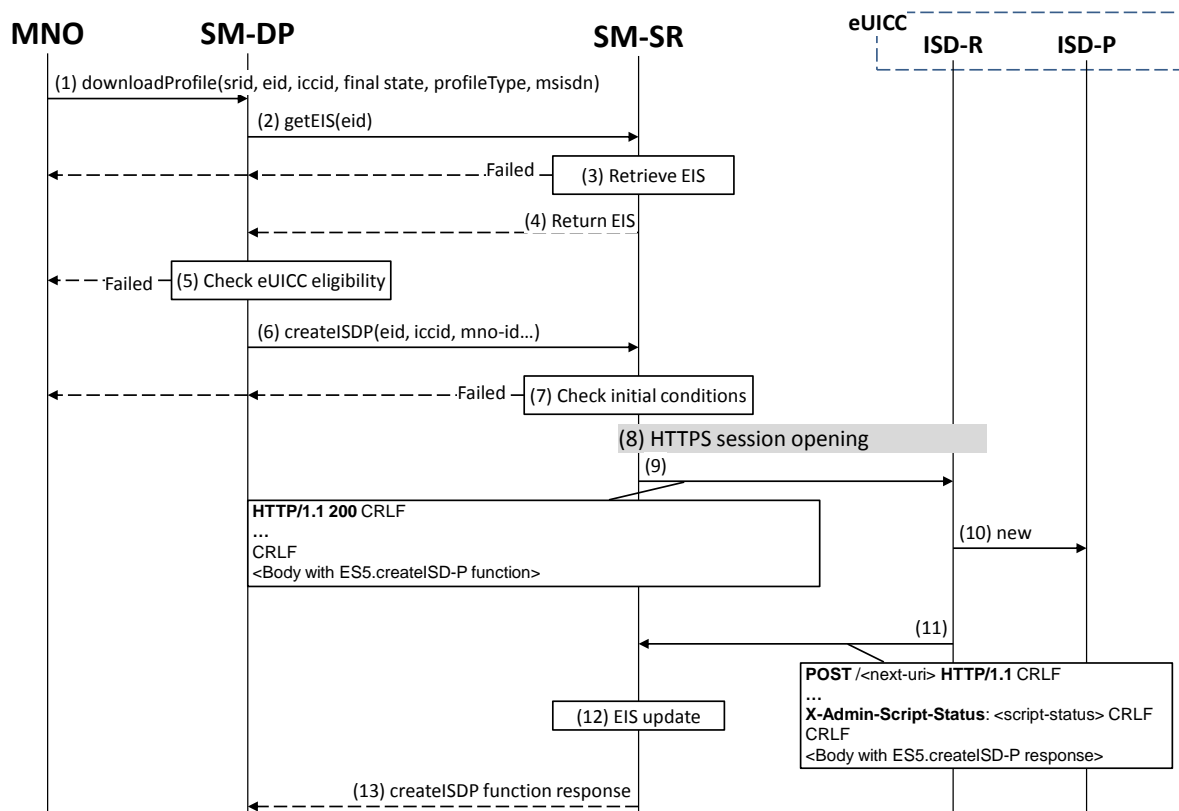 eUICC
MNO
SM-DP
SM-SR
ISD-R
ISD-P
(1) downloadProfile(srid, eid, iccid, final state, profileType, msisdn)
(2) getEIS(eid)
Failed
(3) Retrieve EIS
(4) Return EIS
Failed
(5) Check eUICC eligibility
(6) createISDP(eid, iccid, mno-id...)
Failed
(7) Check initial conditions
(8) HTTPS session opening
(9)
HTTP/1.1 200 CRLF
...
CRLF
<Body with ES5.createISD-P function>
(10) new
(11)
POST /<next-uri> HTTP/1.1 CRLF
...
X-Admin-Script-Status: <script-status> CRLF
CRLF
<Body with ES5.createISD-P response>
(12) EIS update
(13) createISDP function response